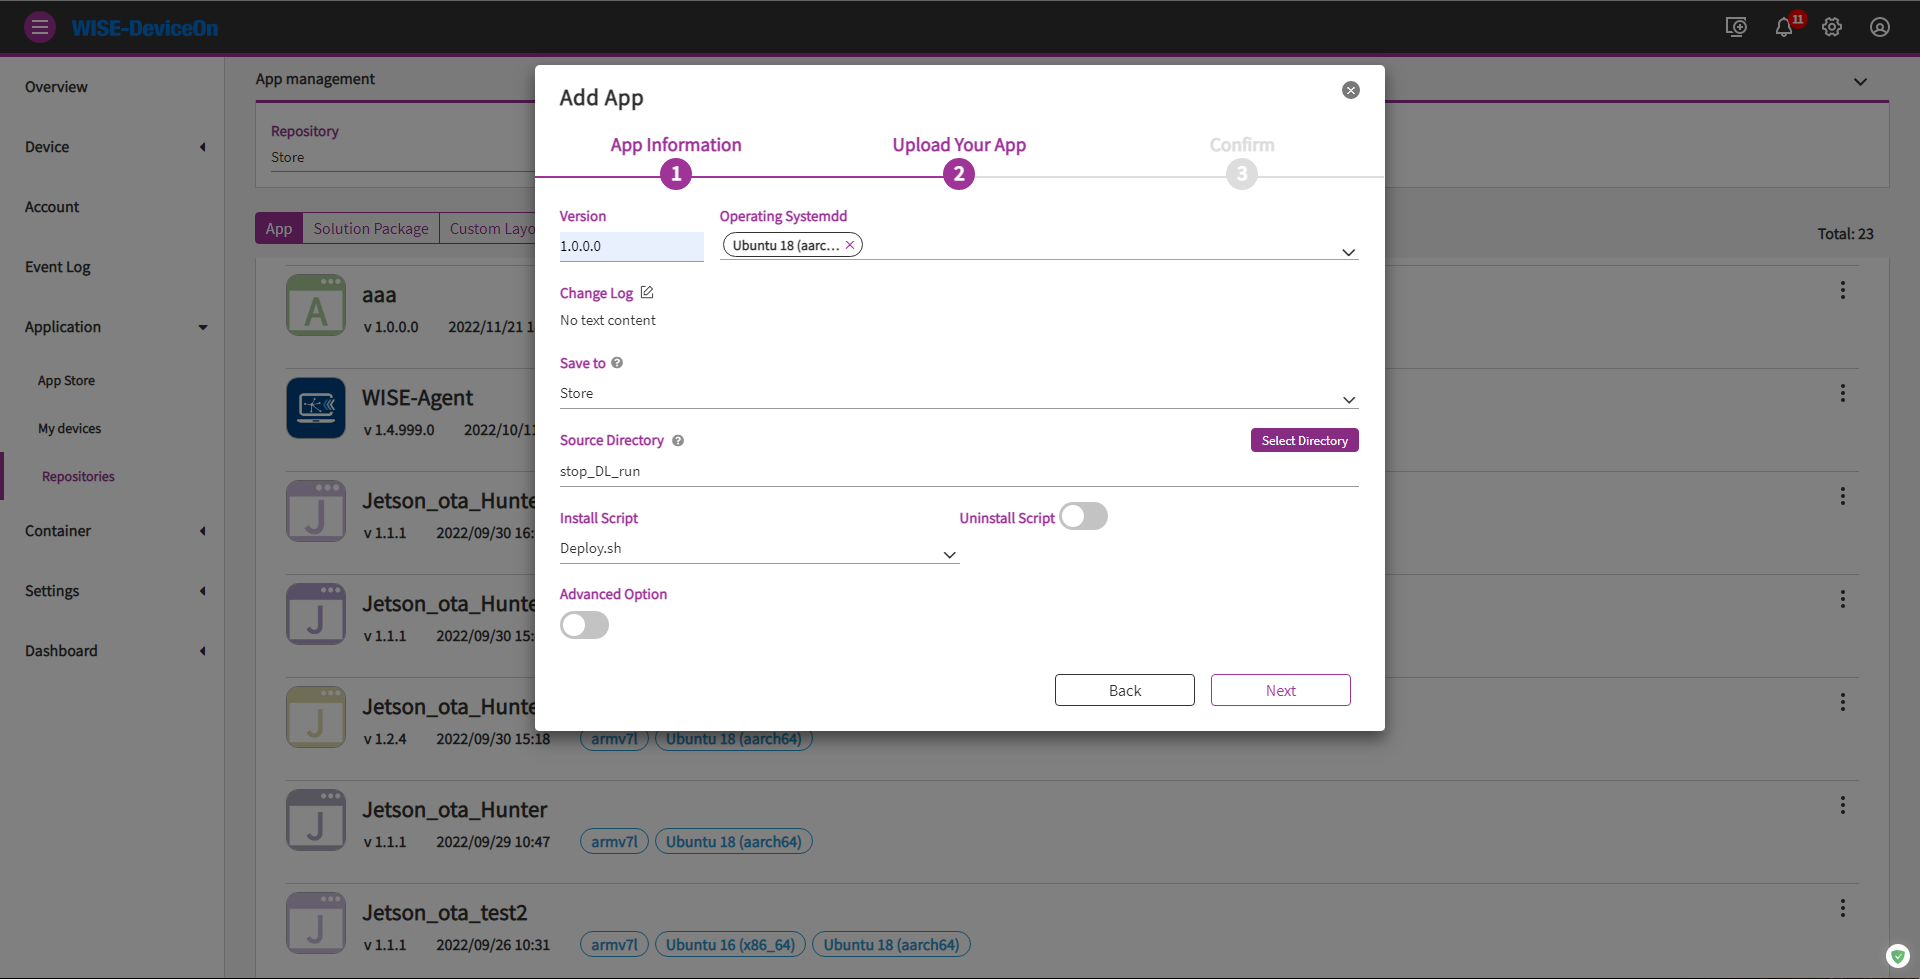 WISE-DeviceOn
11
Overview
Device
Account
Event Log
Application
App Store
My devices
Repositories
Container
Settings
Dashboard
App management
Repository
Store
App
Solution Package
Custom Layo
Total: 23
A
aaa
v 1.0.0.0 2022/11/21 1
WISE-Agent
v 1.4.999.0 2022/10/11
J
Jetson_ota_Hunte
v 1.1.1 2022/09/30 16:
J
Jetson_ota_Hunte
v 1.1.1 2022/09/30 15:
J
Jetson_ota_Hunte
v 1.2.4 2022/09/30 15:18 armv7l Ubuntu 18 (aarch64)
J
Jetson_ota_Hunter
v 1.1.1 2022/09/29 10:47 armv7l Ubuntu 18 (aarch64)
J
Jetson_ota_test2
v 1.1.1 2022/09/26 10:31 armv7l Ubuntu 16 (x86_64) Ubuntu 18 (aarch64)
Add App
App Information Upload Your App Confirm
1 2 3
Version Operating Systemdd
1.0.0.0 Ubuntu 18 (aarc...
Change Log
No text content
Save to
Store
Source Directory Select Directory
stop_DL_run
Install Script Uninstall Script
Deploy.sh
Advanced Option
Back Next